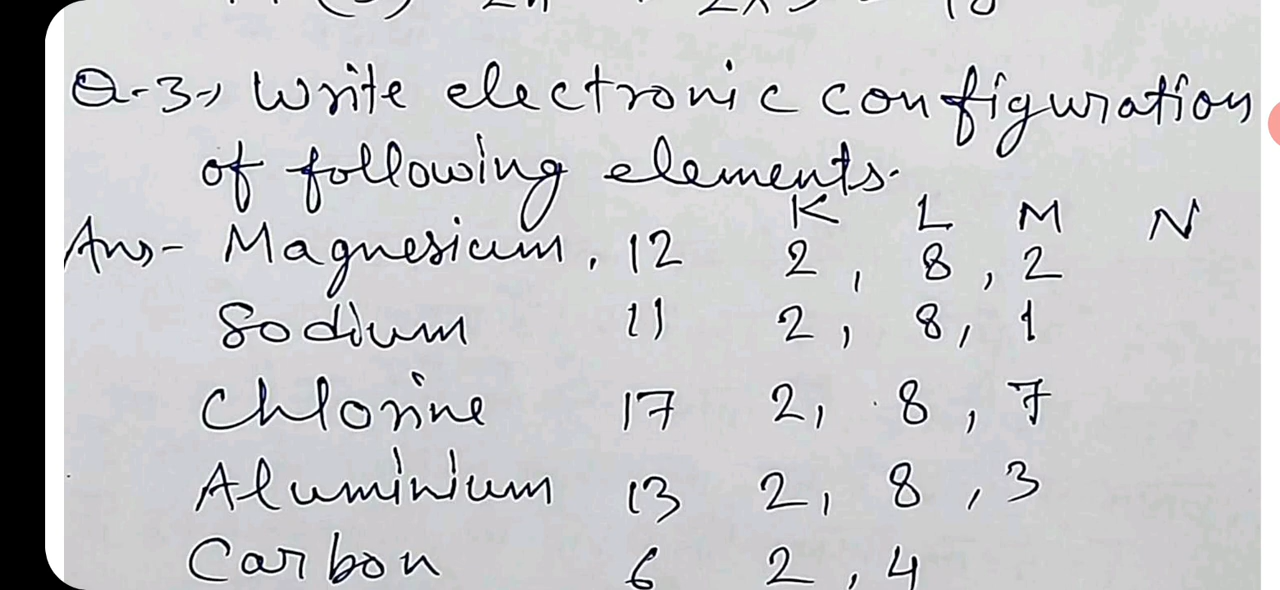 Q-3-, Write electronic configuration
of following elements.
K L M N
Ans- Magnesium, 12 2, 8, 2
Sodium 11 2, 8, 1
Chlorine 17 2, 8, 7
Aluminium 13 2, 8, 3
Carbon 6 2, 4